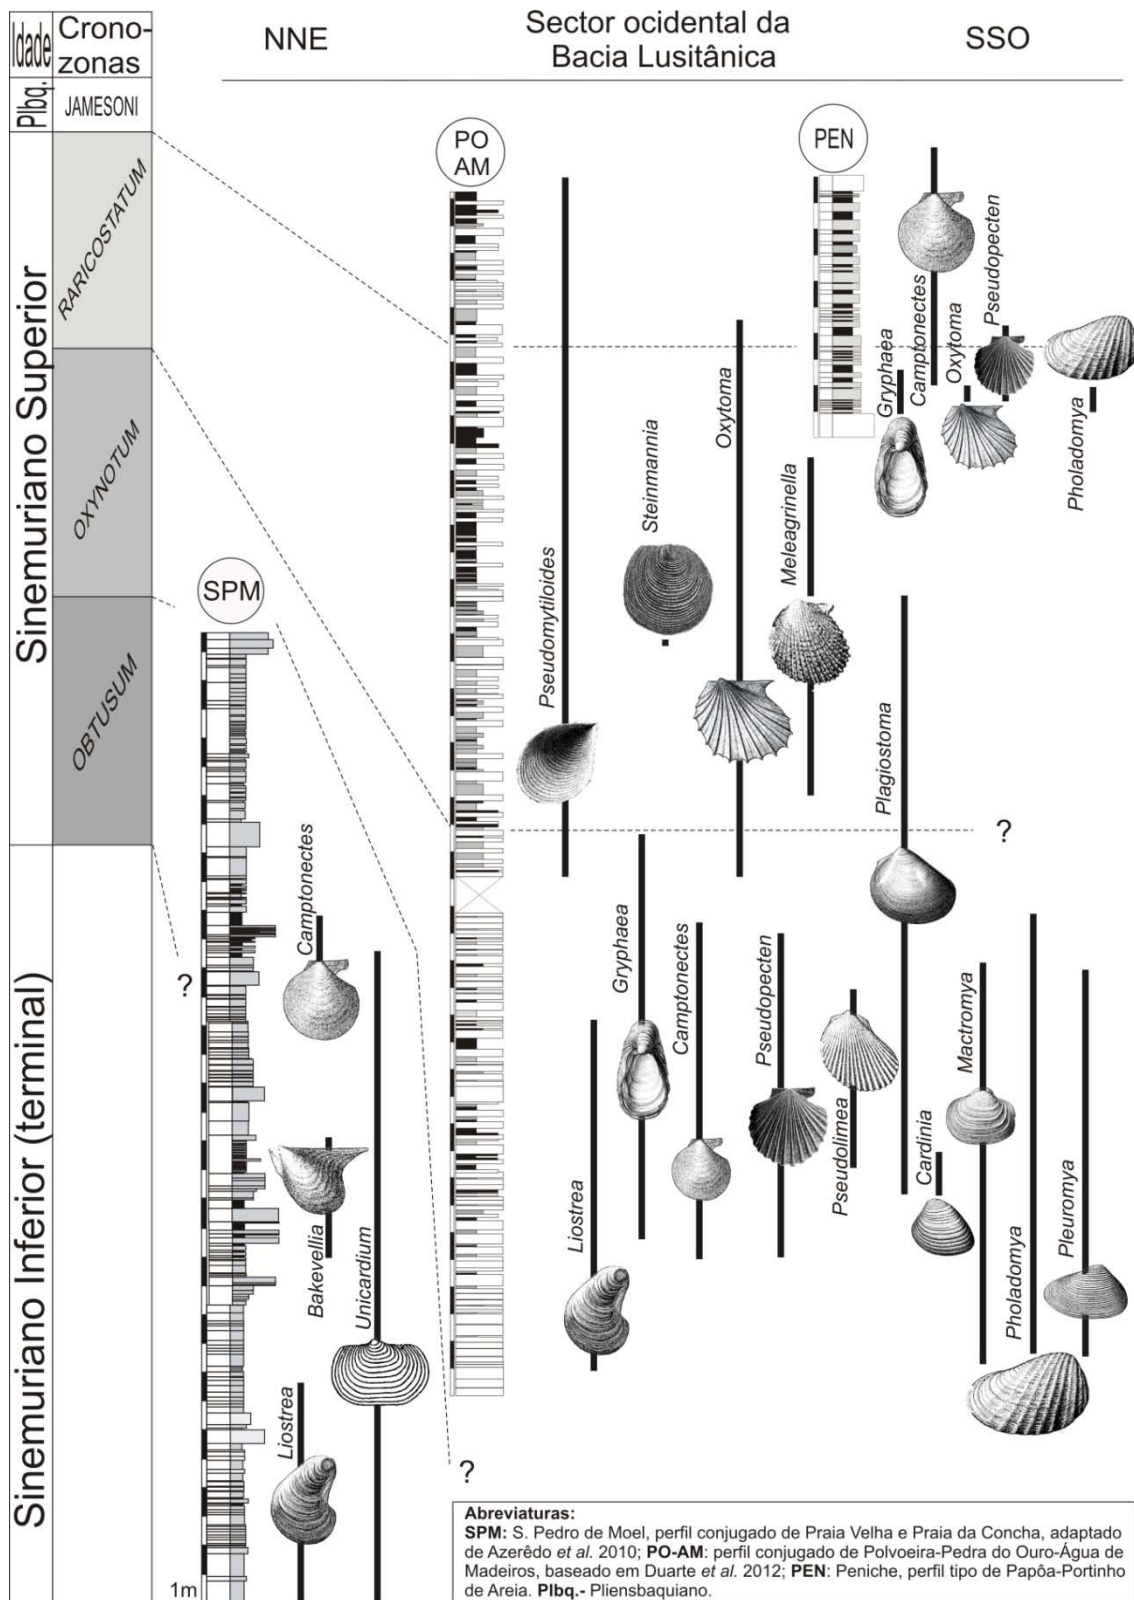 Idade
Crono-
zonas
NNE
Sector ocidental da
Bacia Lusitânica
SSO
Plbq.
JAMESONI
Sinemuriano Superior
RARICOSTATUM
OXYNOTUM
OBTUSUM
Sinemuriano Inferior (terminal)
SPM
?
Camptonectes
Bakevellia
Unicardium
Liostrea
1m
PO
AM
Pseudomytiloides
Steinmannia
Oxytoma
Meleagrinella
Plagiostoma
?
Gryphaea
Camptonectes
Pseudopecten
Liostrea
Pseudolimea
Cardinia
Mactromya
Pholadomya
Pleuromya
?
PEN
Gryphaea
Camptonectes
Oxytoma
Pseudopecten
Pholadomya
Abreviaturas:
SPM: S. Pedro de Moel, perfil conjugado de Praia Velha e Praia da Concha, adaptado
de Azerêdo et al. 2010; PO-AM: perfil conjugado de Polvoeira-Pedra do Ouro-Água de
Madeiros, baseado em Duarte et al. 2012; PEN: Peniche, perfil tipo de Papôa-Portinho
de Areia. Plbq.- Pliensbaquiano.